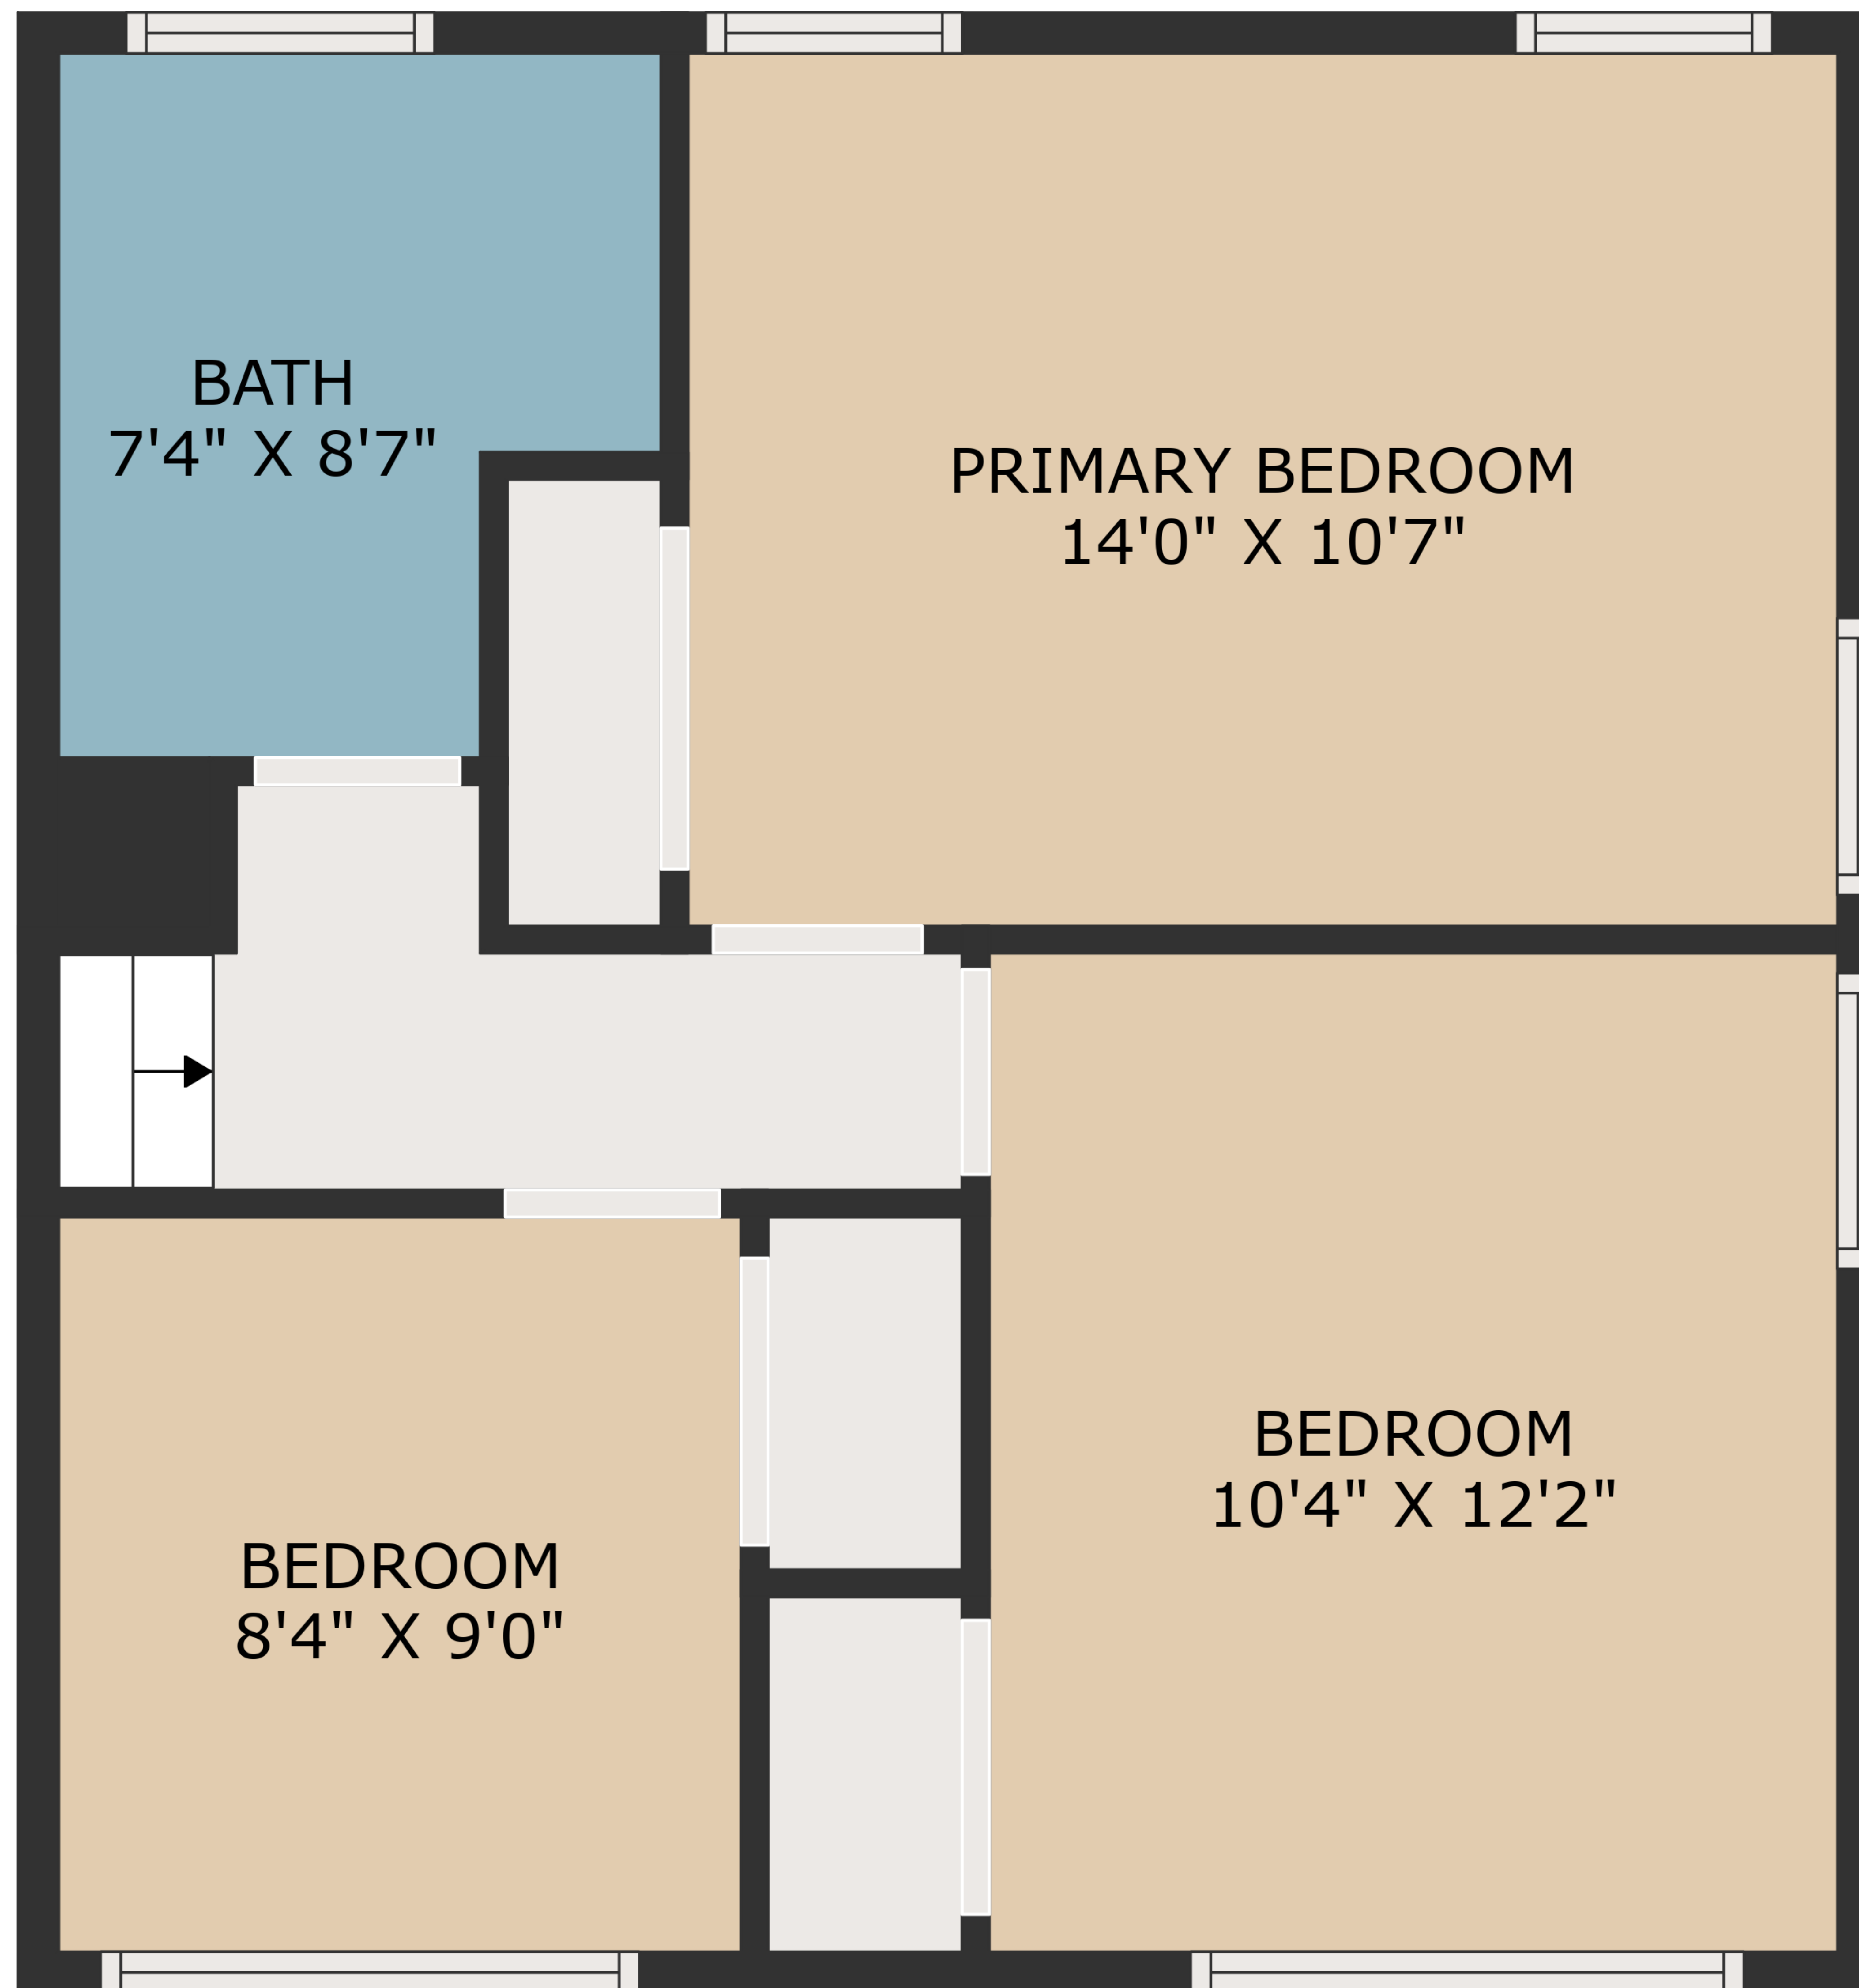 BATH
7'4" X 8'7"
PRIMARY BEDROOM
14'0" X 10'7"
BEDROOM
10'4" X 12'2"
BEDROOM
8'4" X 9'0"